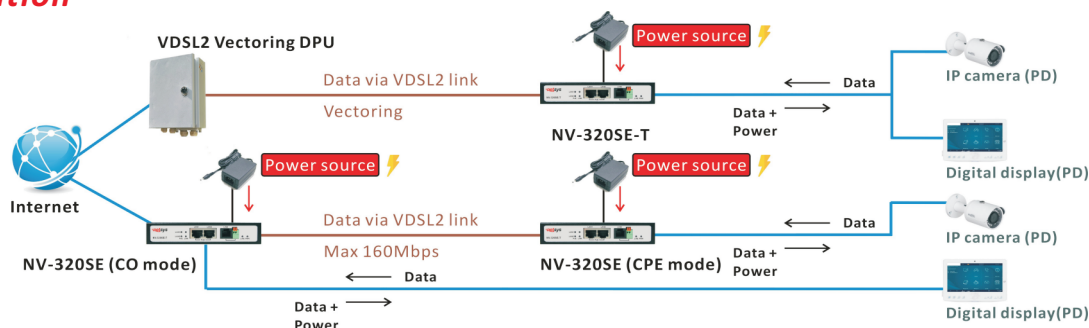 ition
VDSL2 Vectoring DPU
Power source
Data via VDSL2 link
Vectoring
NV-320SE-T
Data
Data +
Power
IP camera (PD)
Digital display(PD)
Internet
Power source
Power source
NV-320SE (CO mode)
Data via VDSL2 link
Max 160Mbps
NV-320SE (CPE mode)
Data
Data +
Power
IP camera (PD)
Data
Data +
Power
Digital display(PD)